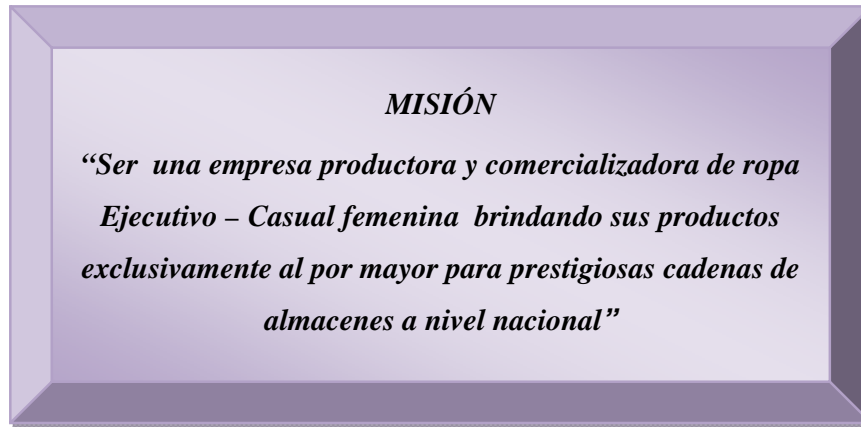 MISIÓN
“Ser  una empresa productora y comercializadora de ropa
Ejecutivo – Casual femenina  brindando sus productos
exclusivamente al por mayor para prestigiosas cadenas de
almacenes a nivel nacional”